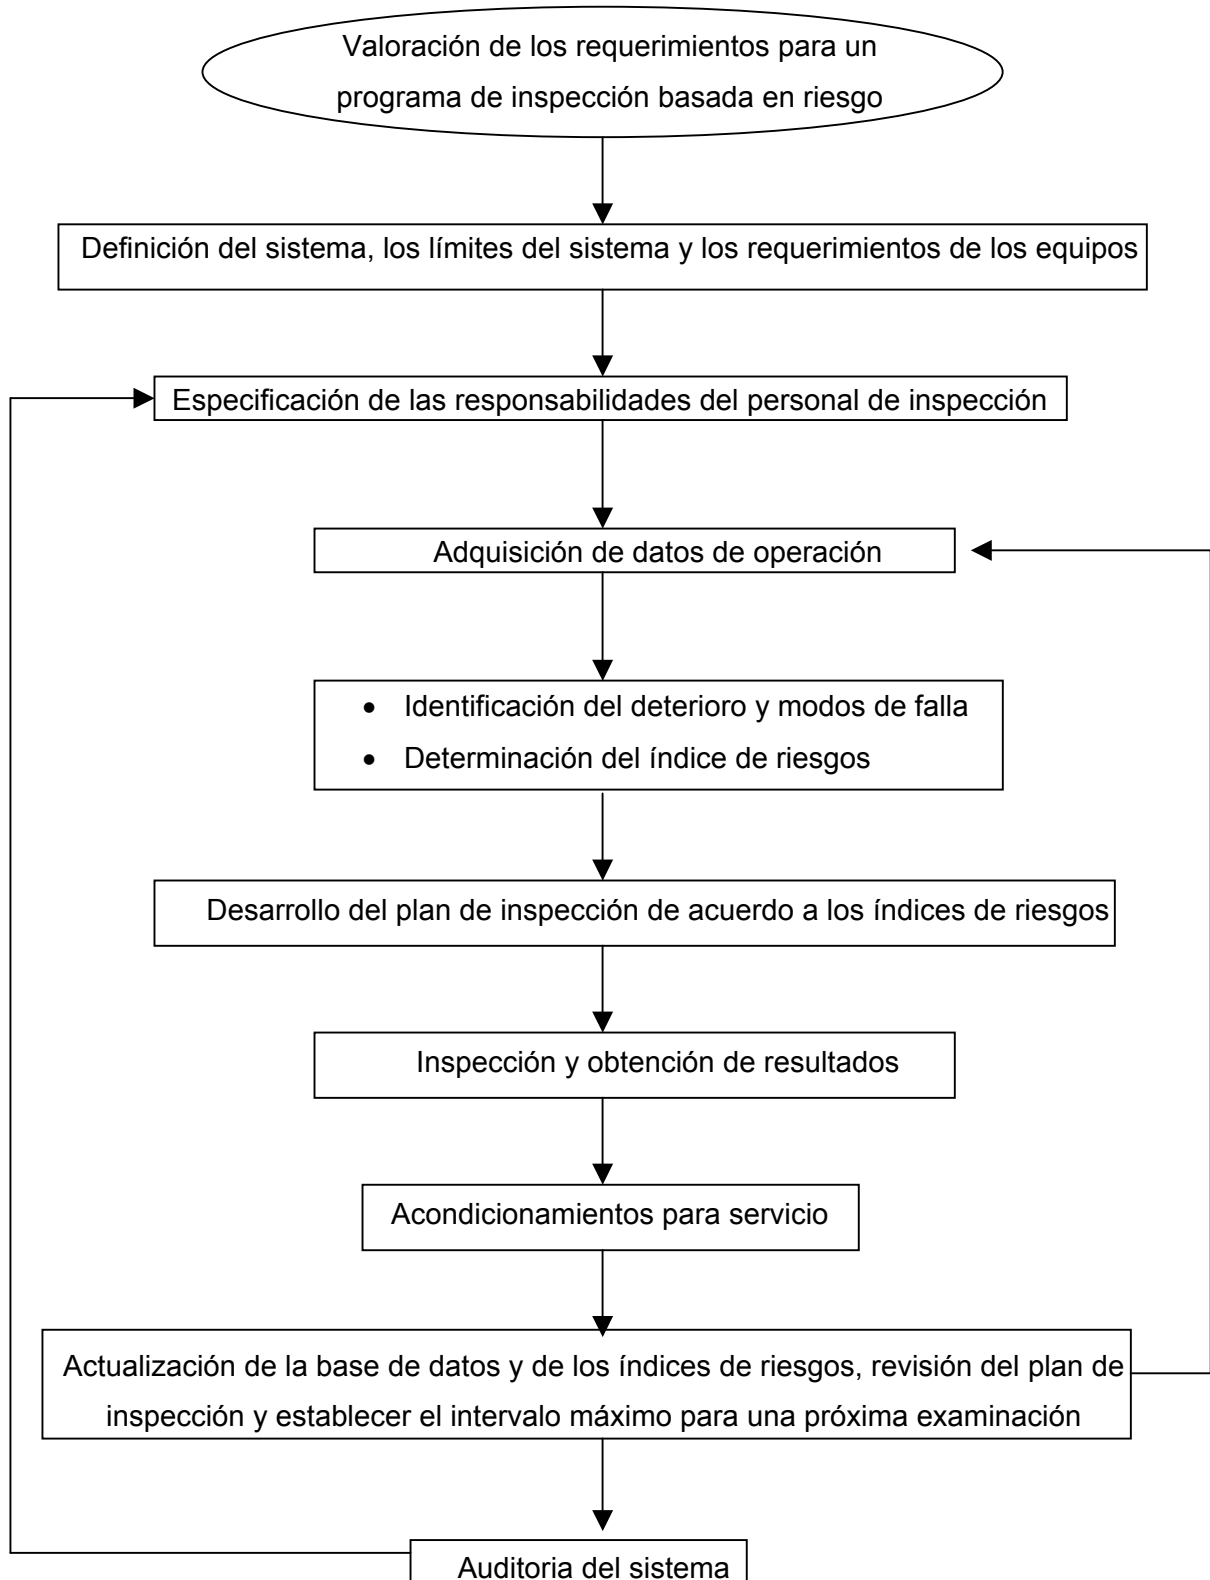 Valoración de los requerimientos para un
programa de inspección basada en riesgo
Definición del sistema, los límites del sistema y los requerimientos de los equipos
Especificación de las responsabilidades del personal de inspección
Adquisición de datos de operación
• Identificación del deterioro y modos de falla
• Determinación del índice de riesgos
Desarrollo del plan de inspección de acuerdo a los índices de riesgos
Inspección y obtención de resultados
Acondicionamientos para servicio
Actualización de la base de datos y de los índices de riesgos, revisión del plan de
inspección y establecer el intervalo máximo para una próxima examinación
Auditoria del sistema